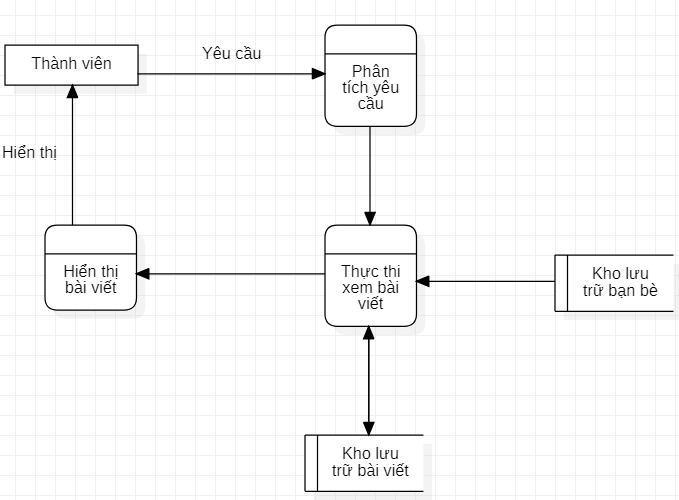 Yêu cầu
Thành viên
Phân
tích yêu
cầu
Hiển thị
Hiển thị
bài viết
Thực thi
xem bài
viết
Kho lưu
trữ bạn bè
Kho lưu
trữ bài viết